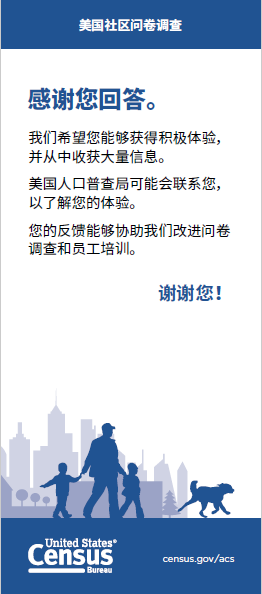 美国社区问卷调查
感谢您回答。
我们希望您能够获得积极体验，
并从中收获大量信息。
美国人口普查局可能会联系您，
以了解您的体验。
您的反馈能够协助我们改进问卷
调查和员工培训。
谢谢您！
United States®
Census
Bureau
census.gov/acs